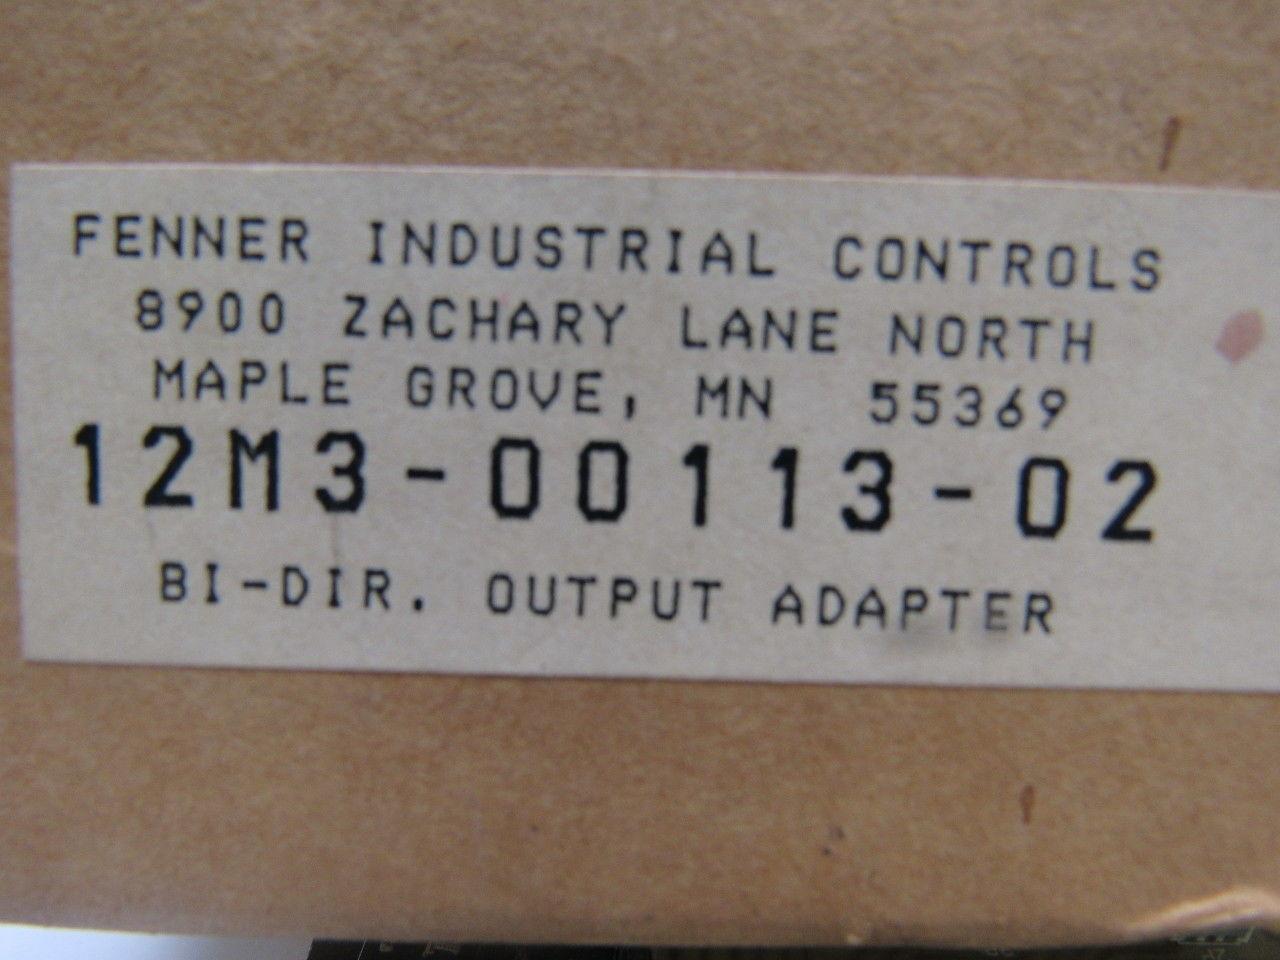 FENNER INDUSTRIAL CONTROLS
8900 ZACHARY LANE NORTH
MAPLE GROVE, MN 55369
12M3-00113-02
BI-DIR. OUTPUT ADAPTER